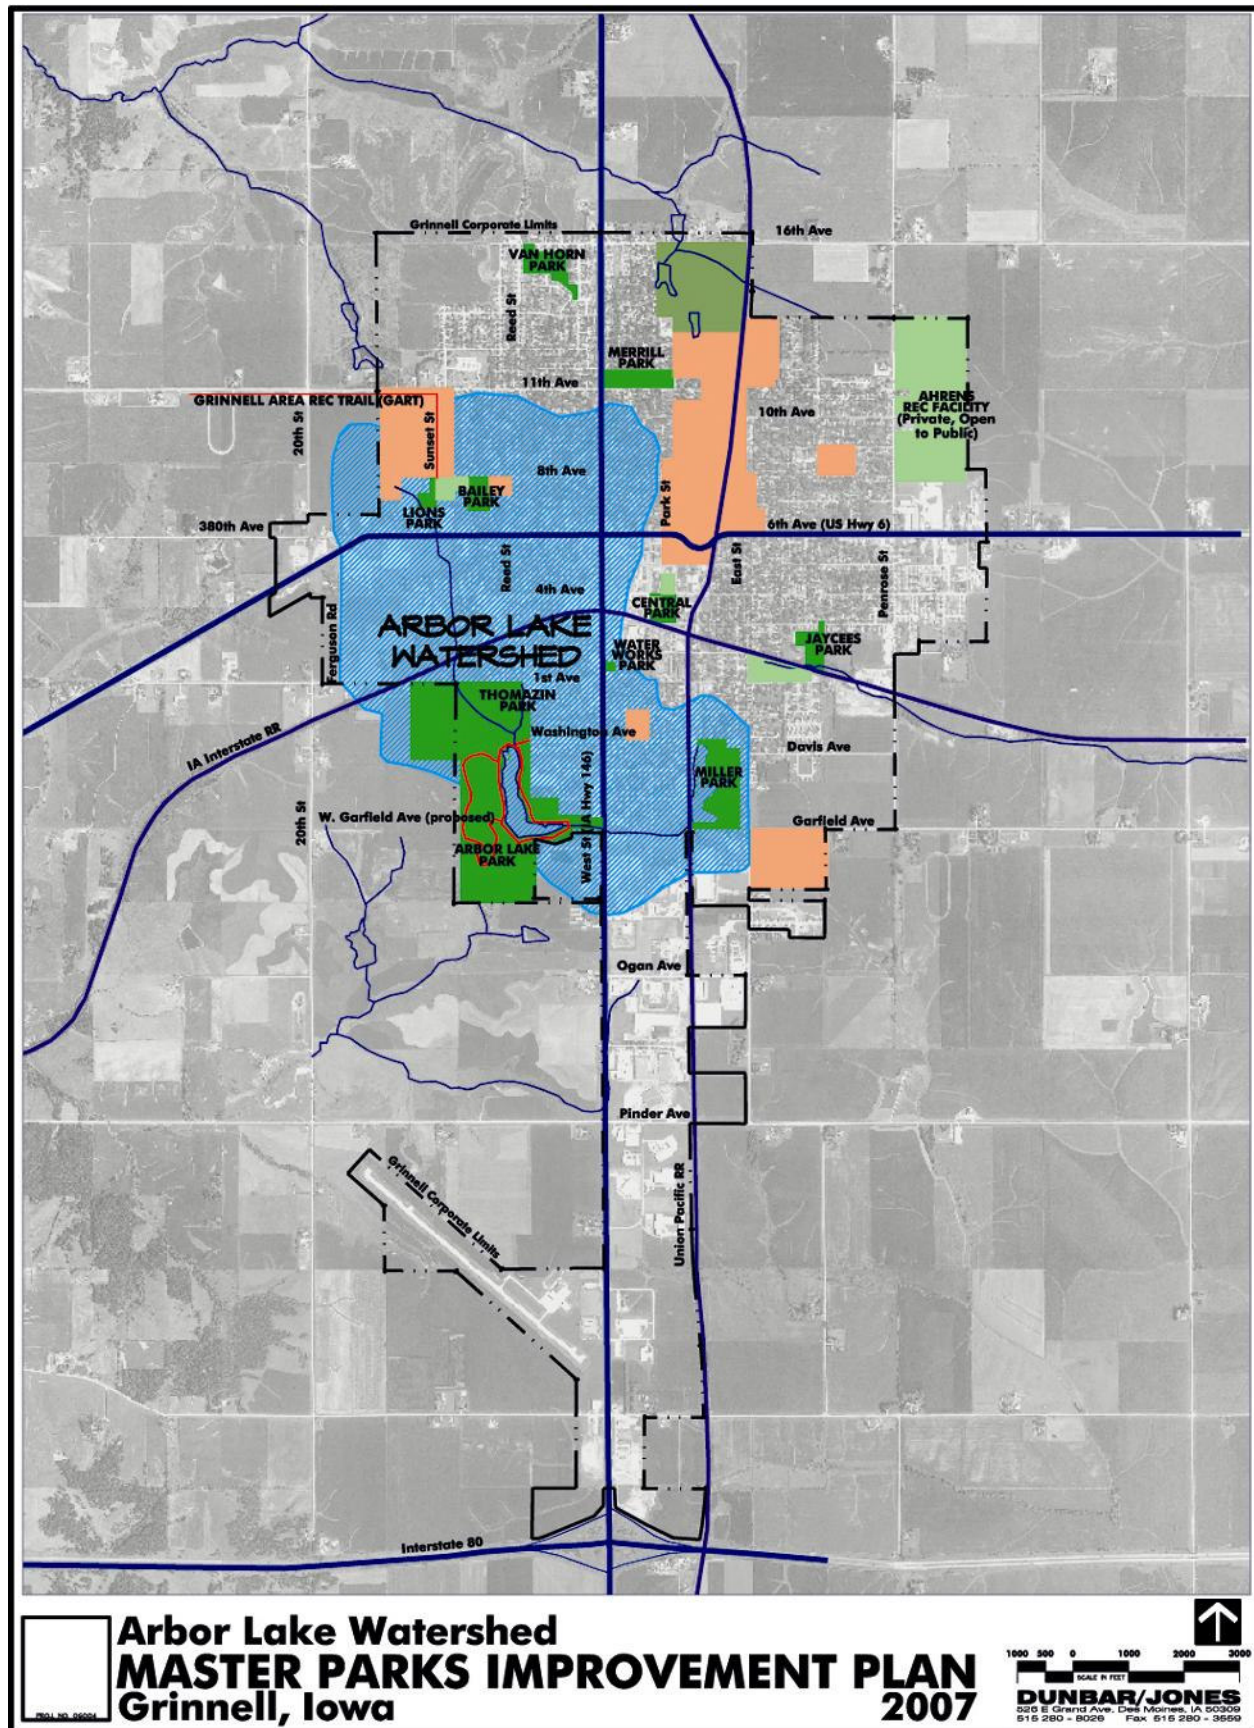 Grinnell Corporate Limits
16th Ave
VAN HORN
PARK
Reed St
MERRILL
PARK
11th Ave
GRINNELL AREA REC TRAIL (GART)
10th Ave
AHRENS
REC FACILITY
(Private, Open
to Public)
20th St
Sunset St
8th Ave
BAILEY
PARK
LIONS
PARK
Park St
380th Ave
6th Ave (US Hwy 6)
Reed St
East St
Penrose St
4th Ave
CENTRAL
PARK
Ferguson Rd
ARBOR LAKE
WATERSHED
WATER
WORKS
PARK
JAYCEES
PARK
1st Ave
THOMAZIN
PARK
IA Interstate RR
Washington Ave
Davis Ave
MILLER
PARK
West St (IA Hwy 146)
20th St
W. Garfield Ave (proposed)
Garfield Ave
ARBOR LAKE
PARK
Ogan Ave
Pinder Ave
Grinnell Corporate Limits
Union Pacific RR
Interstate 80
Arbor Lake Watershed
MASTER PARKS IMPROVEMENT PLAN
Grinnell, Iowa 2007
PROJ. NO. 06004
1000 500 0 1000 2000 3000
SCALE IN FEET
DUNBAR/JONES
525 E Grand Ave, Des Moines, IA 50309
515 280 - 8026 Fax 515 280 - 3559